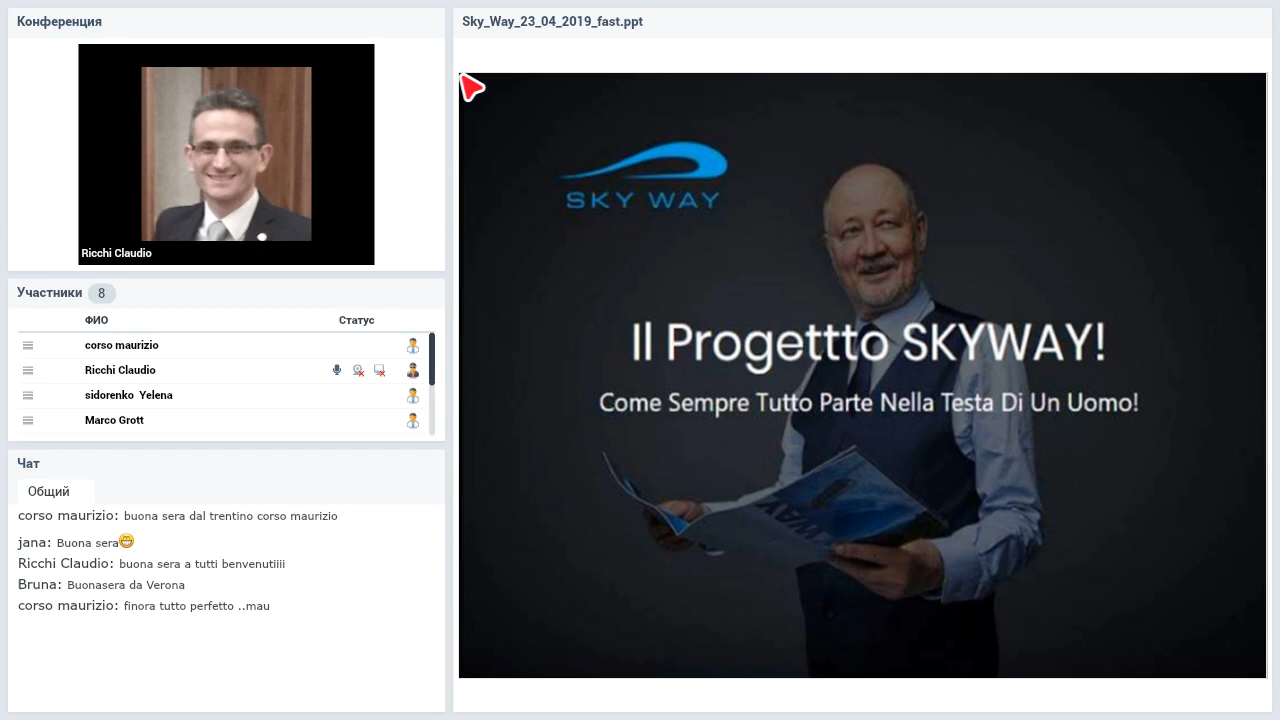 Конференция
Ricchi Claudio
Участники 8
ФИО Статус
corso maurizio
Ricchi Claudio
sidorenko Yelena
Marco Grott
Чат
Общий
corso maurizio: buona sera dal trentino corso maurizio
jana: Buona sera😁
Ricchi Claudio: buona sera a tutti benvenutiiii
Bruna: Buonasera da Verona
corso maurizio: finora tutto perfetto ..mau
Sky_Way_23_04_2019_fast.ppt
SKY WAY
Il Progettto SKYWAY!
Come Sempre Tutto Parte Nella Testa Di Un Uomo!